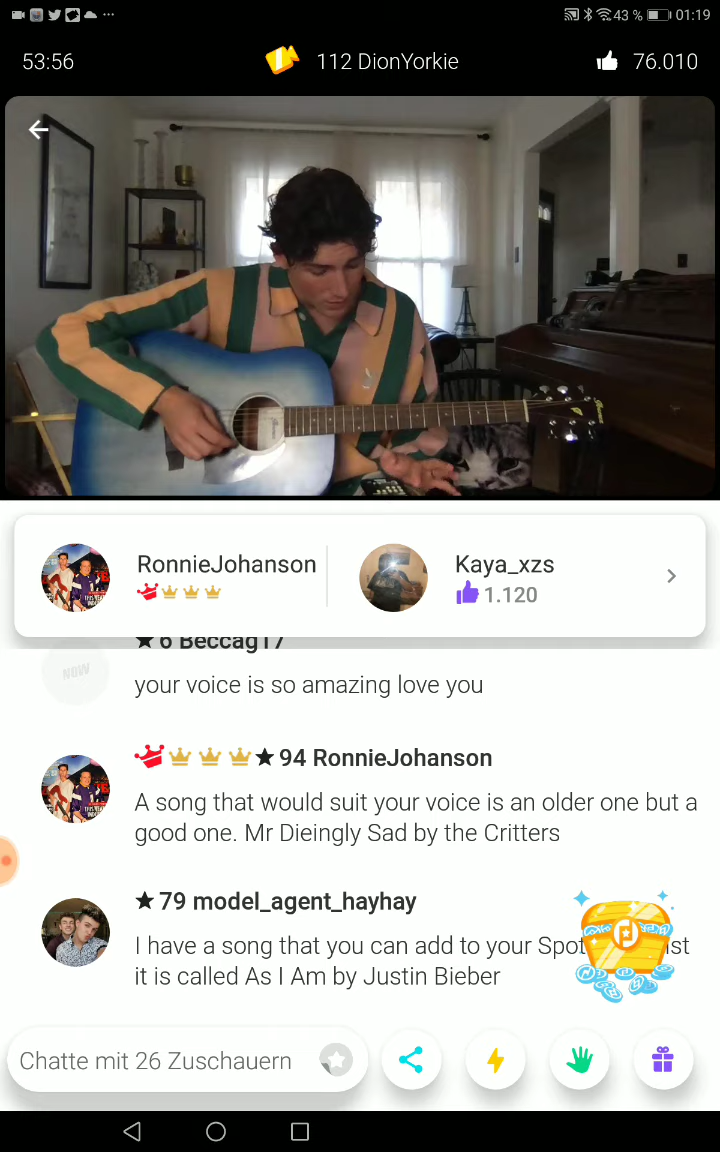 43 % 01:19
53:56 112 DionYorkie 76.010
RonnieJohanson
Kaya_xzs
1.120
6 Beccag17
NOW
your voice is so amazing love you
94 RonnieJohanson
A song that would suit your voice is an older one but a
good one. Mr Dieingly Sad by the Critters
79 model_agent_hayhay
I have a song that you can add to your Spot ist
it is called As I Am by Justin Bieber
Chatte mit 26 Zuschauern